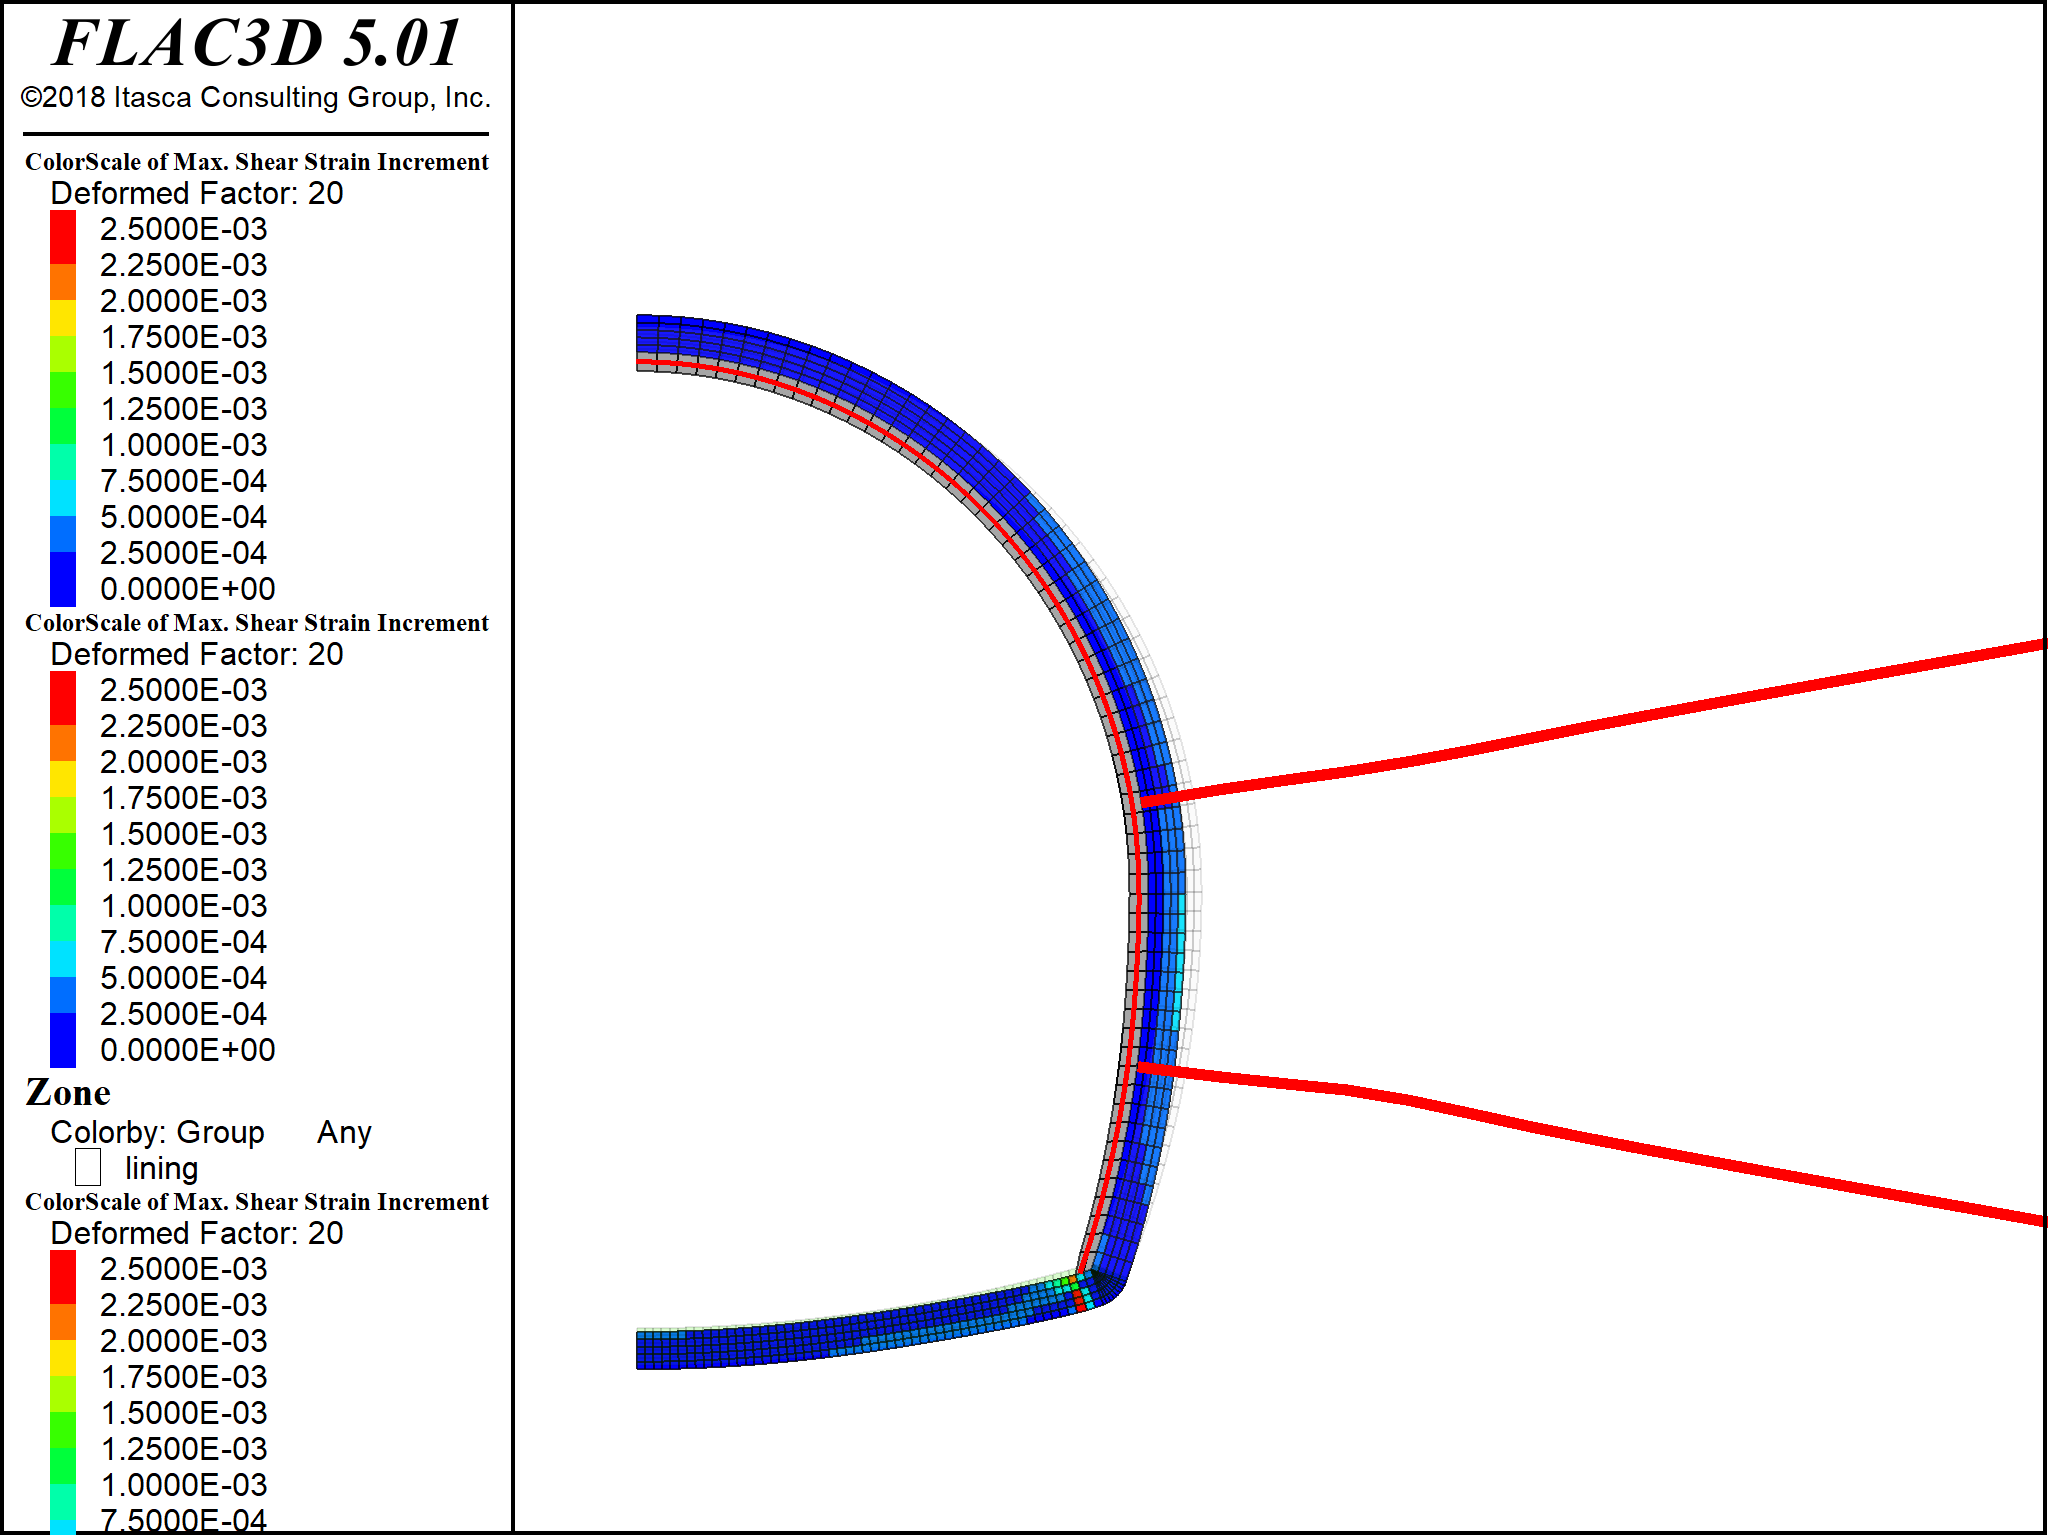 FLAC3D 5.01
©2018 Itasca Consulting Group, Inc.
ColorScale of Max. Shear Strain Increment
Deformed Factor: 20
2.5000E-03
2.2500E-03
2.0000E-03
1.7500E-03
1.5000E-03
1.2500E-03
1.0000E-03
7.5000E-04
5.0000E-04
2.5000E-04
0.0000E+00
ColorScale of Max. Shear Strain Increment
Deformed Factor: 20
2.5000E-03
2.2500E-03
2.0000E-03
1.7500E-03
1.5000E-03
1.2500E-03
1.0000E-03
7.5000E-04
5.0000E-04
2.5000E-04
0.0000E+00
Zone
Colorby: Group Any
lining
ColorScale of Max. Shear Strain Increment
Deformed Factor: 20
2.5000E-03
2.2500E-03
2.0000E-03
1.7500E-03
1.5000E-03
1.2500E-03
1.0000E-03
7.5000E-04